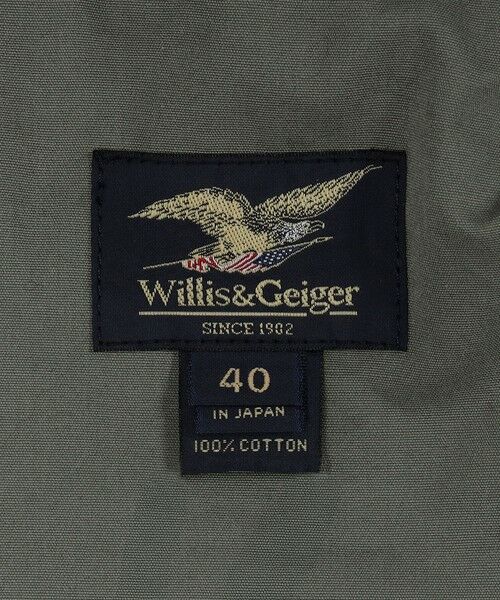 Willis&Geiger
SINCE 1902
40
IN JAPAN
100% COTTON